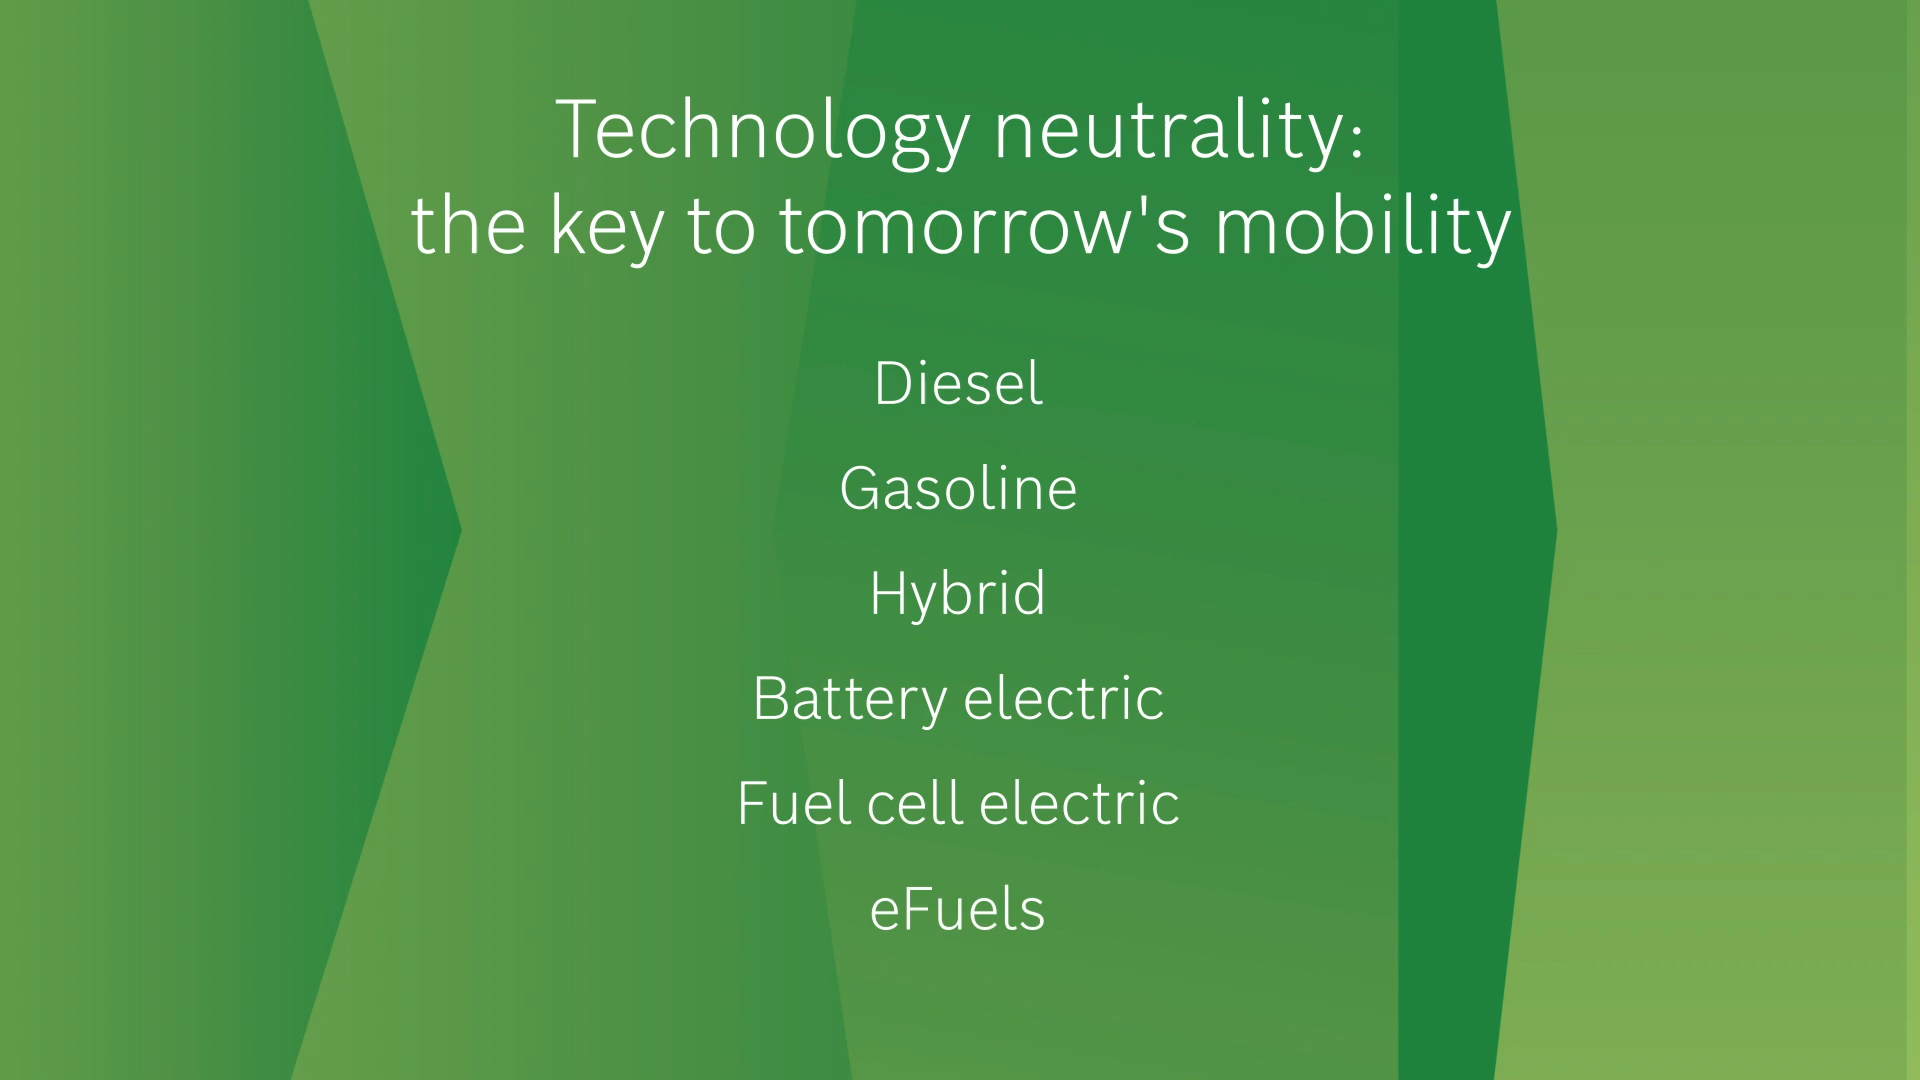 Technology neutrality:
the key to tomorrow's mobility
Diesel
Gasoline
Hybrid
Battery electric
Fuel cell electric
eFuels